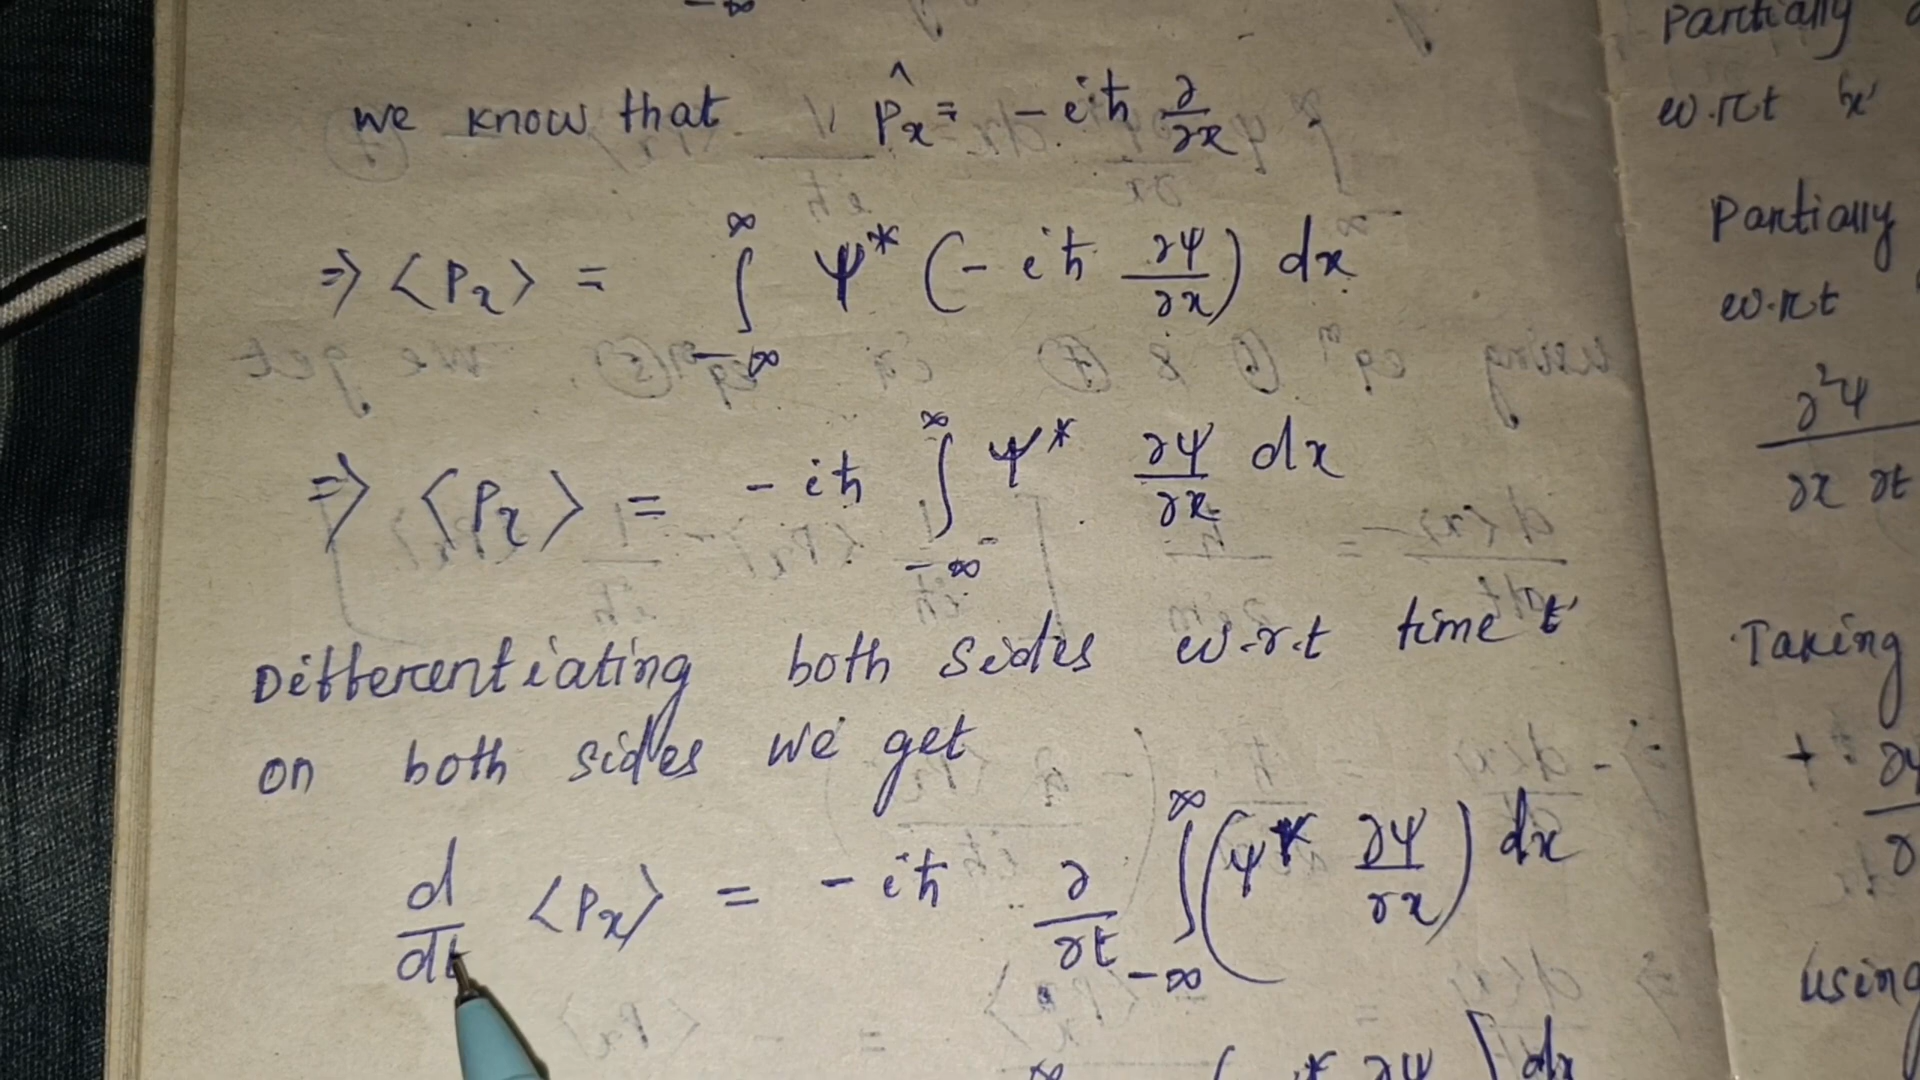 -∞
we know that ,, p̂ₓ = - iħ ∂/∂x
⇒ <Pₓ> = ∫_{-∞}^{∞} ψ* (- iħ ∂ψ/∂x) dx
⇒ <Pₓ> = - iħ ∫_{-∞}^{∞} ψ* ∂ψ/∂x dx
Differentiating both sides w.r.t time 't'
on both sides we get
d/dt <Pₓ> = - iħ ∂/∂t ∫_{-∞}^{∞} (ψ* ∂ψ/∂x) dx
Partially
w.r.t 'x'
Partially
w.r.t
∂²ψ
∂x ∂t
Taking
+ ∂ψ
using